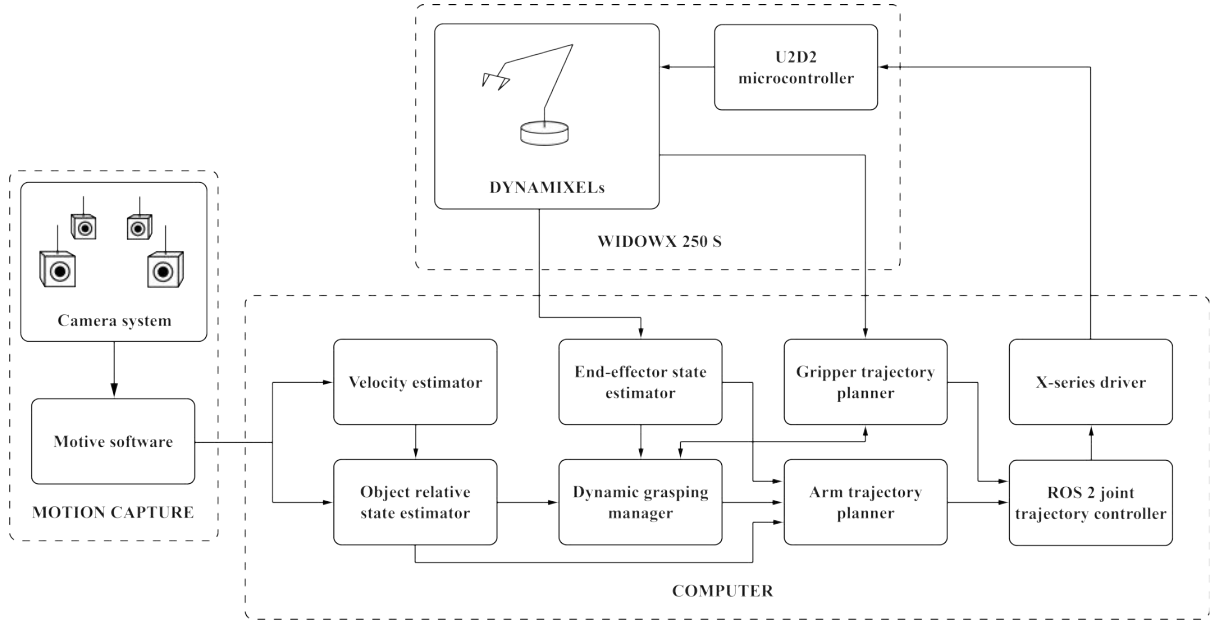 U2D2
microcontroller
DYNAMIXELs
WIDOWX 250 S
Camera system
Motive software
MOTION CAPTURE
Velocity estimator
End-effector state
estimator
Gripper trajectory
planner
X-series driver
Object relative
state estimator
Dynamic grasping
manager
Arm trajectory
planner
ROS 2 joint
trajectory controller
COMPUTER